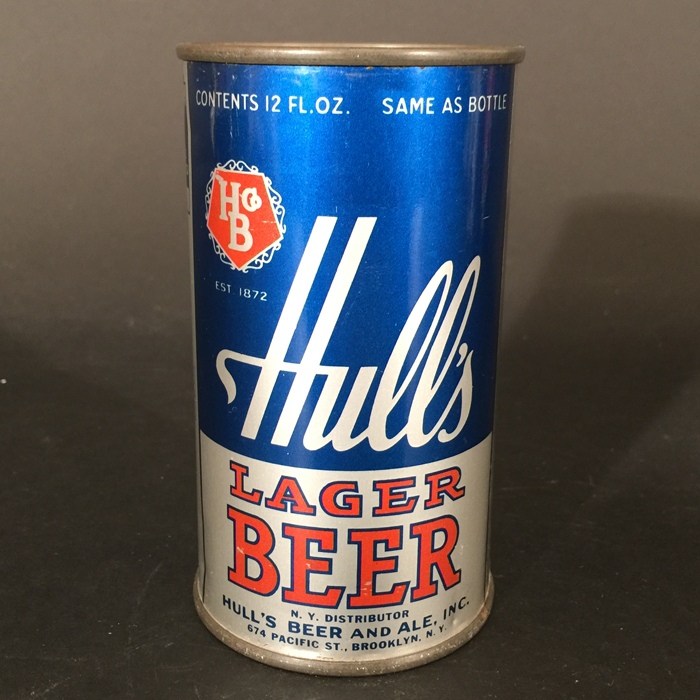 CONTENTS 12 FL.OZ. SAME AS BOTTLE
HCo
B
EST. 1872
Hull's
LAGER
BEER
N. Y. DISTRIBUTOR
HULL'S BEER AND ALE, INC.
674 PACIFIC ST., BROOKLYN, N. Y.